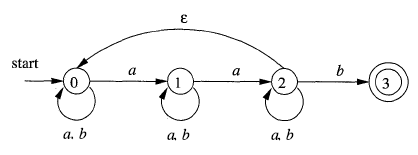 ε
start
a a b
0 1 2 3
a, b a, b a, b